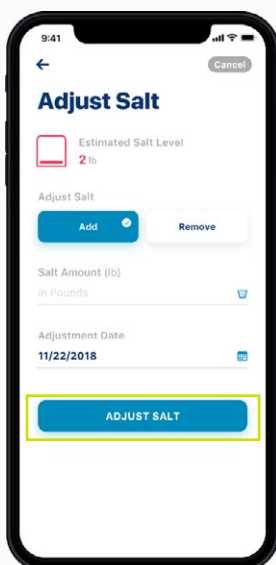 9:41
Cancel
Adjust Salt
Estimated Salt Level
2 lb
Adjust Salt
Add
Remove
Salt Amount (lb)
in Pounds
Adjustment Date
11/22/2018
ADJUST SALT